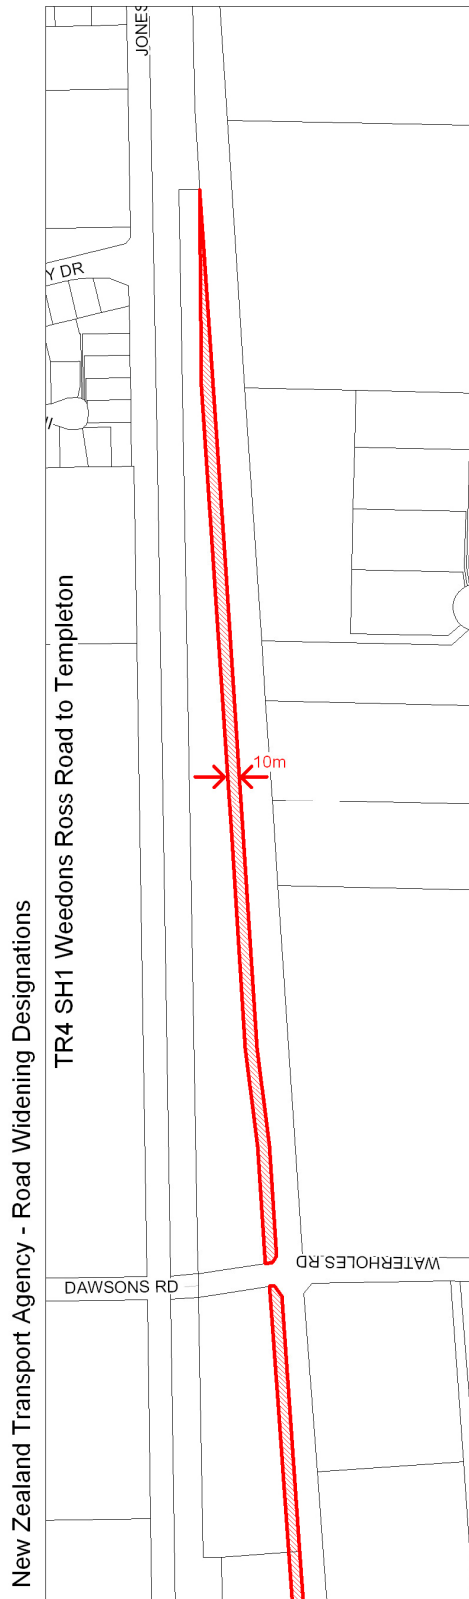 New Zealand Transport Agency - Road Widening Designations
TR4 SH1 Weedons Ross Road to Templeton
JONES
Y DR
10m
WATERHOLES RD
DAWSONS RD